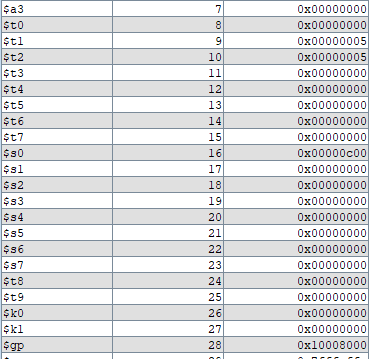 $a3 7 0x00000000
$t0 8 0x00000000
$t1 9 0x00000005
$t2 10 0x00000005
$t3 11 0x00000000
$t4 12 0x00000000
$t5 13 0x00000000
$t6 14 0x00000000
$t7 15 0x00000000
$s0 16 0x00000c00
$s1 17 0x00000000
$s2 18 0x00000000
$s3 19 0x00000000
$s4 20 0x00000000
$s5 21 0x00000000
$s6 22 0x00000000
$s7 23 0x00000000
$t8 24 0x00000000
$t9 25 0x00000000
$k0 26 0x00000000
$k1 27 0x00000000
$gp 28 0x10008000